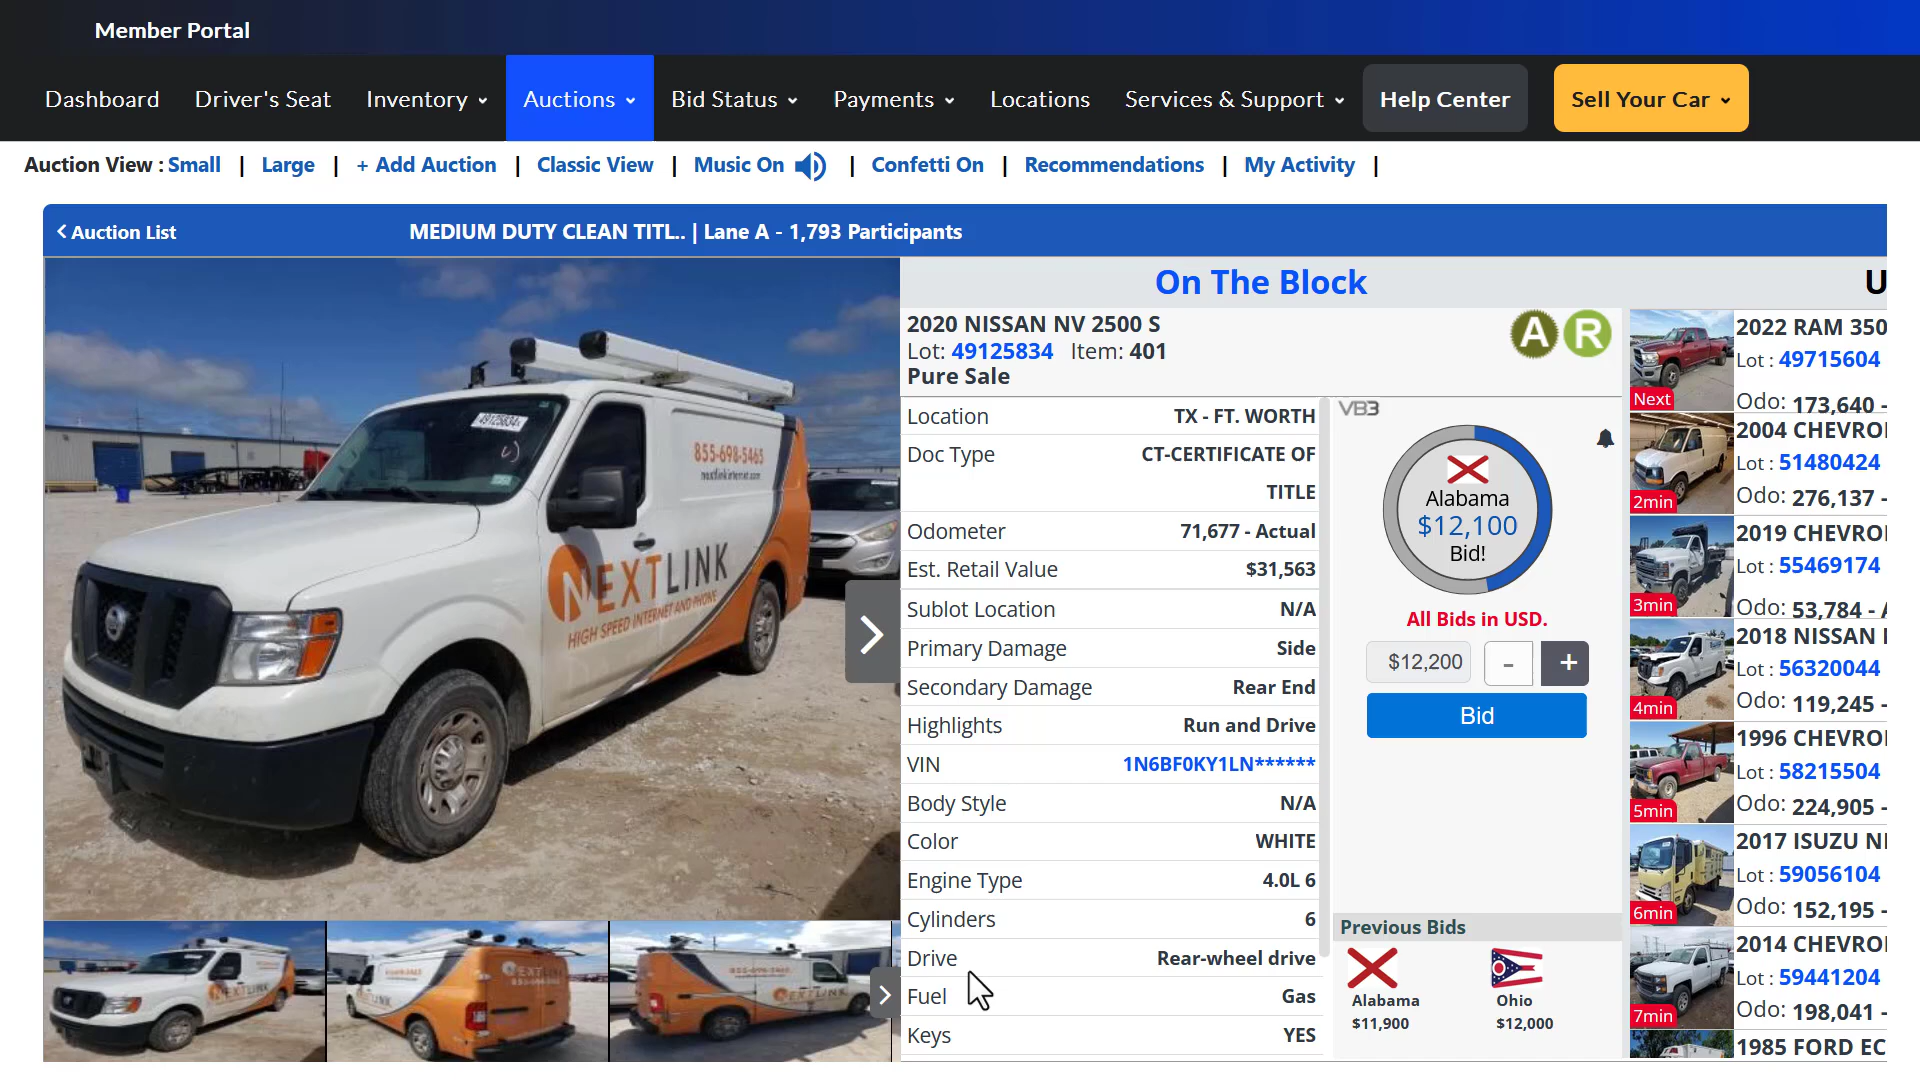 Member Portal
Dashboard Driver's Seat Inventory Auctions Bid Status Payments Locations Services & Support Help Center Sell Your Car
Auction View : Small | Large | + Add Auction | Classic View | Music On | Confetti On | Recommendations | My Activity |
Auction List MEDIUM DUTY CLEAN TITL.. | Lane A - 1,793 Participants
On The Block
U
2020 NISSAN NV 2500 S
Lot: 49125834 Item: 401
Pure Sale
A R
Location TX - FT. WORTH
Doc Type CT-CERTIFICATE OF
TITLE
Odometer 71,677 - Actual
Est. Retail Value $31,563
Sublot Location N/A
Primary Damage Side
Secondary Damage Rear End
Highlights Run and Drive
VIN 1N6BF0KY1LN******
Body Style N/A
Color WHITE
Engine Type 4.0L 6
Cylinders 6
Drive Rear-wheel drive
Fuel Gas
Keys YES
VB3
Alabama
$12,100
Bid!
All Bids in USD.
$12,200 - +
Bid
Previous Bids
Alabama
$11,900
Ohio
$12,000
2022 RAM 350
Lot : 49715604
Next
Odo: 173,640 -
2004 CHEVROL
Lot : 51480424
2min
Odo: 276,137 -
2019 CHEVROL
Lot : 55469174
3min
Odo: 53,784 - A
2018 NISSAN
Lot : 56320044
4min
Odo: 119,245 -
1996 CHEVROL
Lot : 58215504
5min
Odo: 224,905 -
2017 ISUZU N
Lot : 59056104
6min
Odo: 152,195 -
2014 CHEVROL
Lot : 59441204
7min
Odo: 198,041 -
1985 FORD EC
49125834
855-698-5465
nextlinkinternet.com
NEXTLINK
HIGH SPEED INTERNET AND PHONE